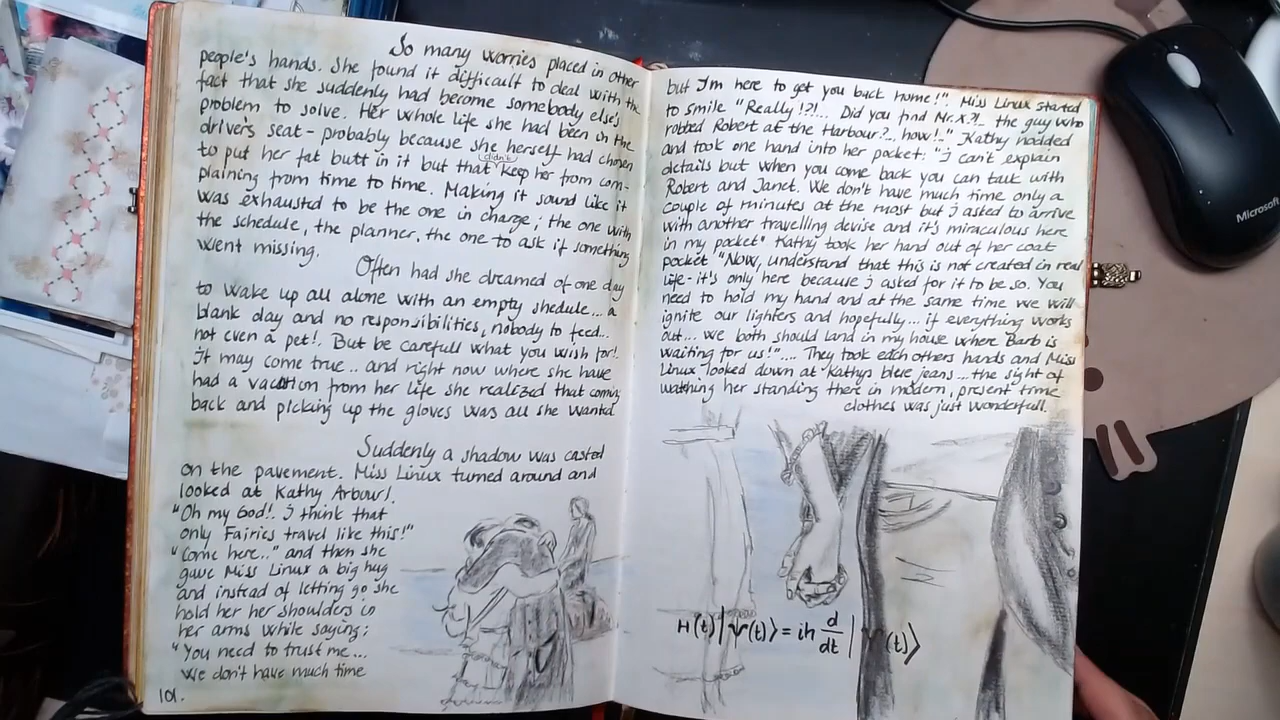 So many worries placed in other
people's hands. She found it difficult to deal with the
fact that she suddenly had become somebody else's
problem to solve. Her whole life she had been in the
drivers seat - probably because she herself had chosen
to put her fat butt in it but that didn't keep her from com-
plaining from time to time. Making it sound like it
was exhausted to be the one in charge; the one with
the schedule, the planner, the one to ask if something
went missing.
Often had she dreamed of one day
to wake up all alone with an empty shedule... a
blank day and no responsibilities, nobody to feed...
not even a pet!. But be carefull what you wish for!.
It may come true.. and right now where she have
had a vacation from her life she realized that coming
back and picking up the gloves was all she wanted
Suddenly a shadow was casted
on the pavement. Miss Linux turned around and
looked at Kathy Arbour!.
"Oh my God!. I think that
only Fairies travel like this!"
"Come here.." and then she
gave Miss Linux a big hug
and instead of letting go she
hold her her shoulders in
her arms while saying:
"You need to trust me...
we don't have much time
101.
but I'm here to get you back home!". Miss Linux started
to smile "Really!?!... Did you find Mr.X?!.. the guy who
robbed Robert at the Harbour?.. how!.." Kathy nodded
and took one hand into her pocket: "I can't explain
details but when you come back you can talk with
Robert and Janet. We don't have much time only a
couple of minutes at the most but I asked to arrive
with another travelling devise and it's miraculous here
in my pocket" Kathy took her hand out of her coat
pocket "Now, understand that this is not created in real
life - it's only here because I asked for it to be so. You
need to hold my hand and at the same time we will
ignite our lighters and hopefully... if everything works
out... we both should land in my house where Barb is
waiting for us!".... They took each others hands and Miss
Linux looked down at Kathys blue jeans... the sight of
watching her standing there in modern, present time
clothes was just wonderfull.
H(t)|Ψ(t)⟩ = iħ d/dt |Ψ(t)⟩
Microsoft